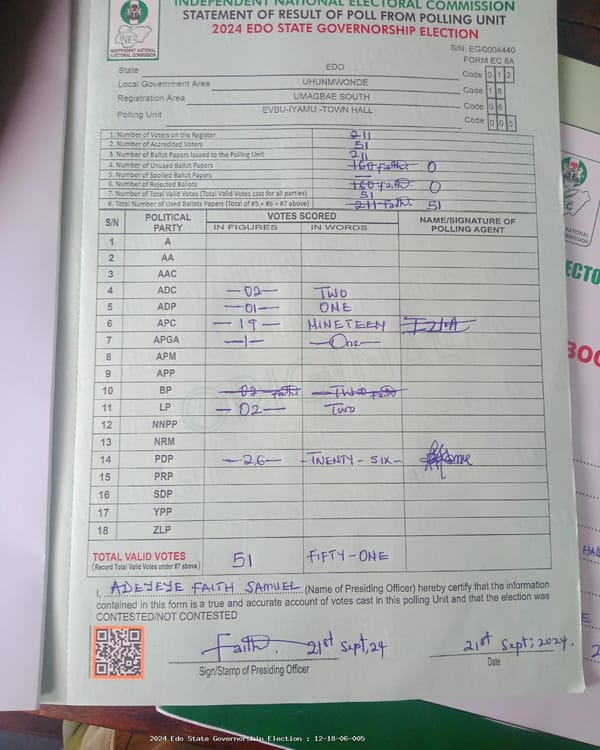 INDEPENDENT NATIONAL ELECTORAL COMMISSION
STATEMENT OF RESULT OF POLL FROM POLLING UNIT
2024 EDO STATE GOVERNORSHIP ELECTION
INEC
INDEPENDENT NATIONAL
ELECTORAL COMMISSION
S/N: EG/0004440
FORM EC 8A
State EDO Code 0 1 2
Local Government Area UHUNMWONDE Code 1 8
Registration Area UMAGBAE SOUTH Code 0 6
Polling Unit EVBU-IYAMU -TOWN HALL Code 0 0 5
1. Number of Voters on the Register 211
2. Number of Accredited Voters 51
3. Number of Ballot Papers Issued to the Polling Unit 211
4. Number of Unused Ballot Papers 160 Faith 0
5. Number of Spoiled Ballot Papers —
6. Number of Rejected Ballots 160 Faith 0
7. Number of Total Valid Votes (Total Valid Votes cast for all parties) 51
8. Total Number of Used Ballots Papers (Total of #5 + #6 + #7 above) 211 Faith 51
S/N POLITICAL PARTY VOTES SCORED NAME/SIGNATURE OF POLLING AGENT
IN FIGURES IN WORDS
1 A
2 AA
3 AAC
4 ADC —02— TWO
5 ADP —01— ONE
6 APC —19— NINETEEN
7 APGA —1— —One—
8 APM
9 APP
10 BP —02— Faith —TWO— Faith
11 LP —02— TWO
12 NNPP
13 NRM
14 PDP —26— -TWENTY-SIX-
15 PRP
16 SDP
17 YPP
18 ZLP
TOTAL VALID VOTES 51 FIFTY-ONE
(Record Total Valid Votes under #7 above)
I, ADEYEYE FAITH SAMUEL (Name of Presiding Officer) hereby certify that the information
contained in this form is a true and accurate account of votes cast in this polling Unit and that the election was
CONTESTED/NOT CONTESTED
Faith. 21st Sept, 24 21st Sept; 2024.
Sign/Stamp of Presiding Officer Date
2024 Edo State Governorship Election : 12-18-06-005